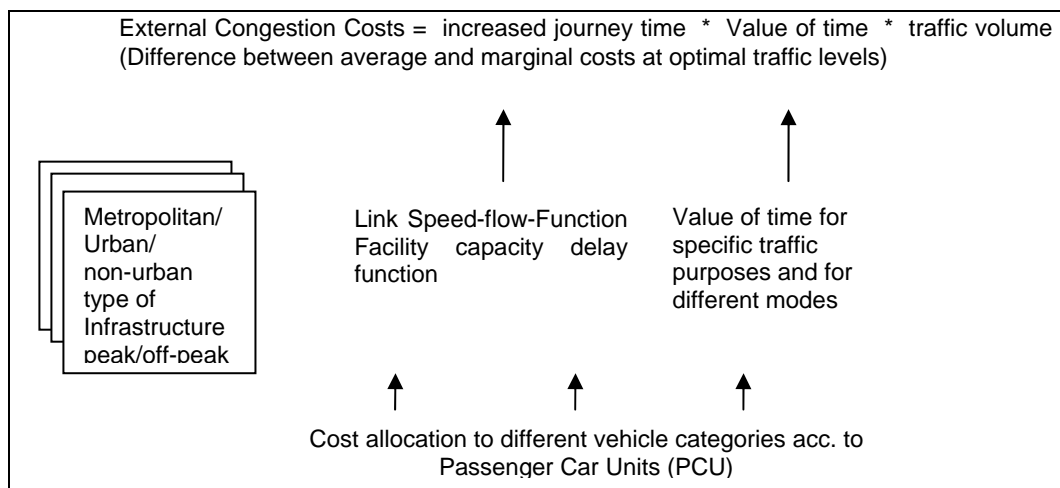 External Congestion Costs = increased journey time * Value of time * traffic volume
(Difference between average and marginal costs at optimal traffic levels)
Metropolitan/
Urban/
non-urban
type of
Infrastructure
peak/off-peak
Link Speed-flow-Function
Facility capacity delay
function
Value of time for
specific traffic
purposes and for
different modes
Cost allocation to different vehicle categories acc. to
Passenger Car Units (PCU)